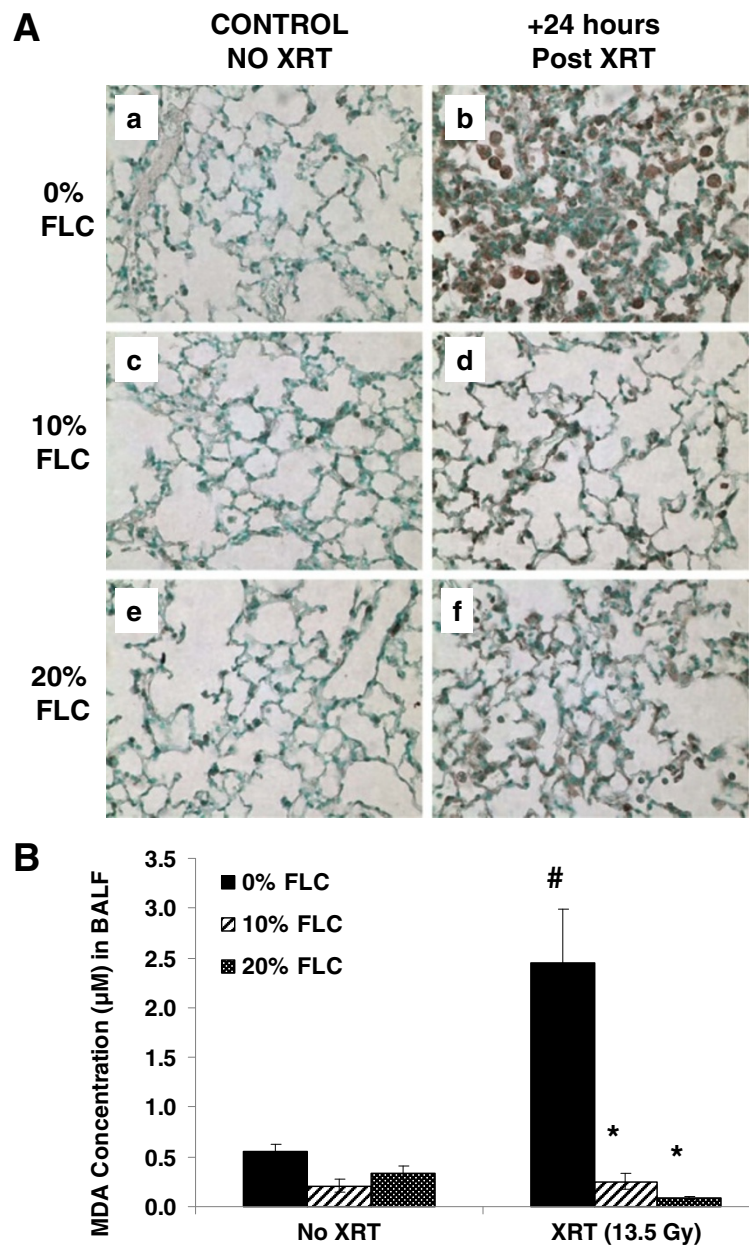 A
CONTROL
NO XRT
+24 hours
Post XRT
0%
FLC
a
b
10%
FLC
c
d
20%
FLC
e
f
B
MDA Concentration (µM) in BALF
3.5
3.0
2.5
2.0
1.5
1.0
0.5
0.0
0% FLC
10% FLC
20% FLC
#
*
*
No XRT
XRT (13.5 Gy)